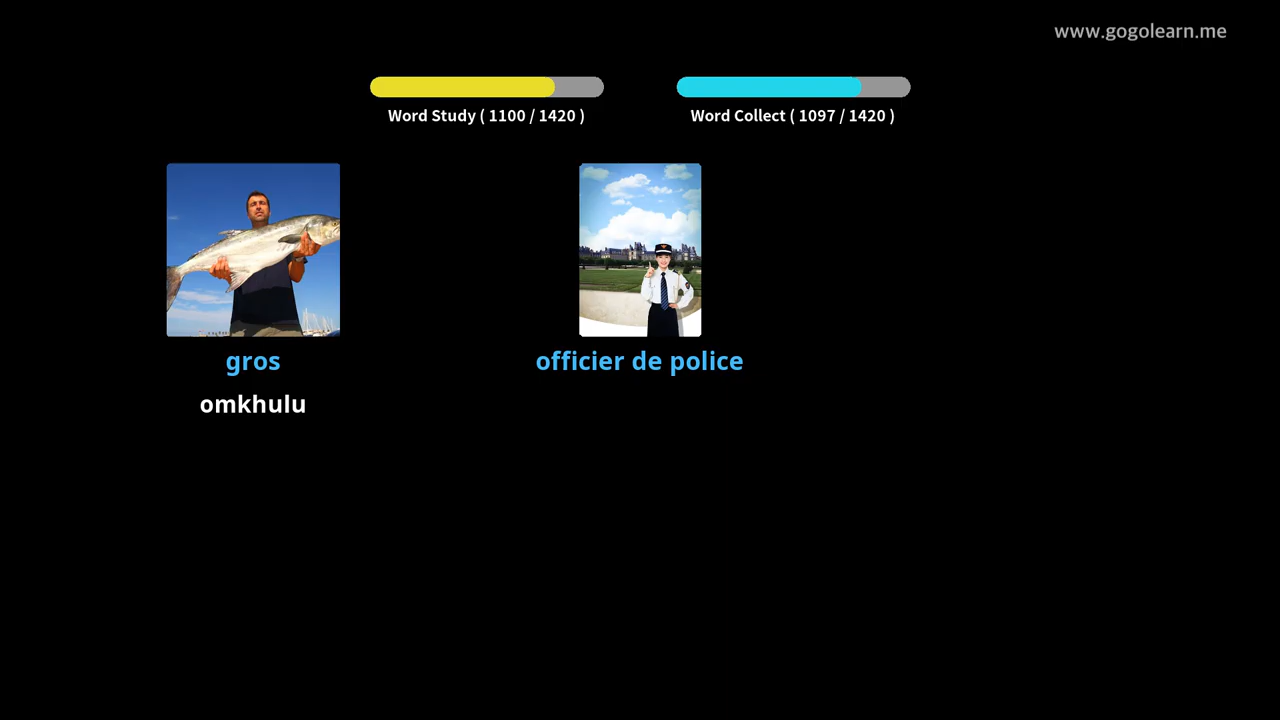 www.gogolearn.me
Word Study ( 1100 / 1420 )
Word Collect ( 1097 / 1420 )
gros
officier de police
omkhulu